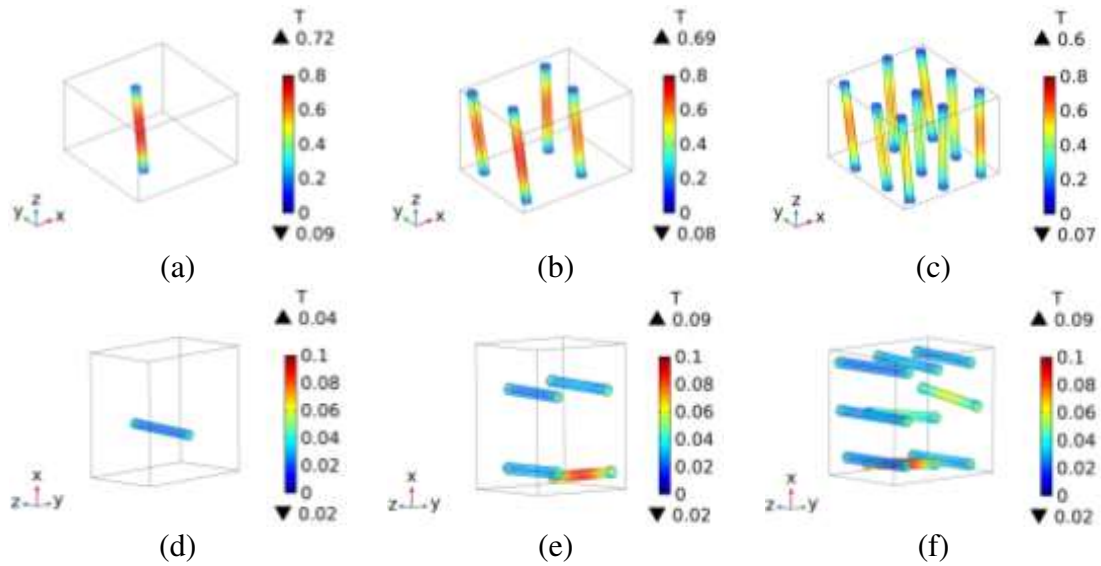 T
▲ 0.72
0.8
0.6
0.4
0.2
0
▼ 0.09
z
y x
(a)
T
▲ 0.69
0.8
0.6
0.4
0.2
0
▼ 0.08
z
y x
(b)
T
▲ 0.6
0.8
0.6
0.4
0.2
0
▼ 0.07
z
y x
(c)
T
▲ 0.04
0.1
0.08
0.06
0.04
0.02
0
▼ 0.02
x
z y
(d)
T
▲ 0.09
0.1
0.08
0.06
0.04
0.02
0
▼ 0.02
x
z y
(e)
T
▲ 0.09
0.1
0.08
0.06
0.04
0.02
0
▼ 0.02
x
z y
(f)